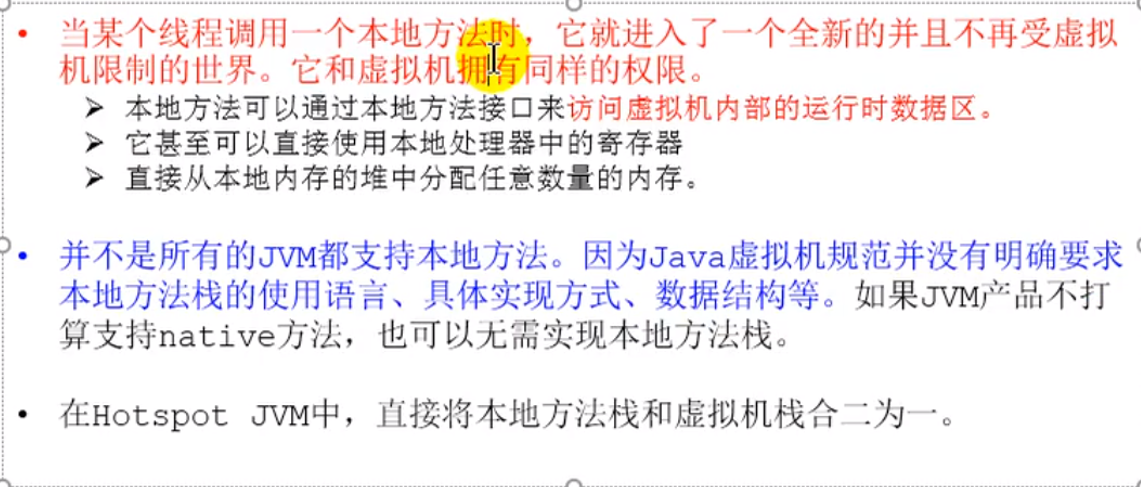 • 当某个线程调用一个本地方法时，它就进入了一个全新的并且不再受虚拟
机限制的世界。它和虚拟机拥有同样的权限。
➢ 本地方法可以通过本地方法接口来访问虚拟机内部的运行时数据区。
➢ 它甚至可以直接使用本地处理器中的寄存器
➢ 直接从本地内存的堆中分配任意数量的内存。
• 并不是所有的JVM都支持本地方法。因为Java虚拟机规范并没有明确要求
本地方法栈的使用语言、具体实现方式、数据结构等。如果JVM产品不打
算支持native方法，也可以无需实现本地方法栈。
• 在Hotspot JVM中，直接将本地方法栈和虚拟机栈合二为一。